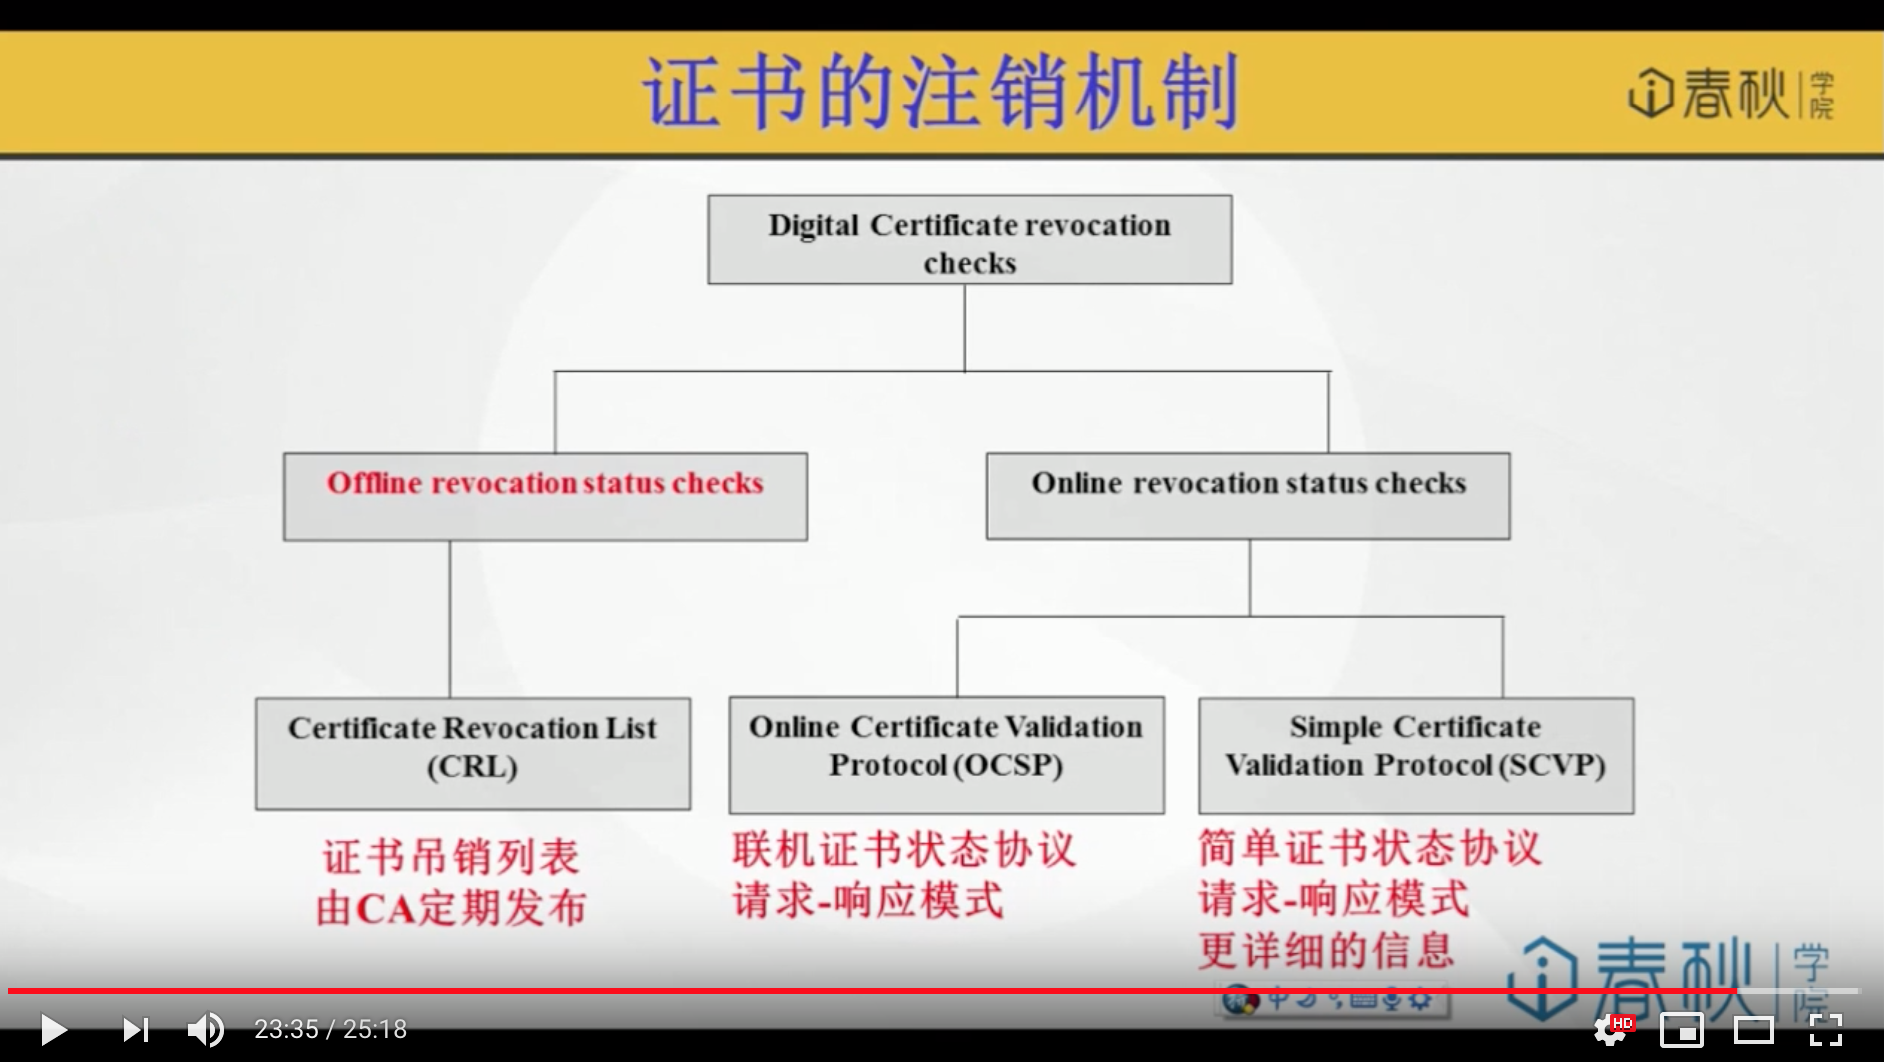 证书的注销机制
春秋学院
Digital Certificate revocation
checks
Offline revocation status checks
Online revocation status checks
Certificate Revocation List
(CRL)
Online Certificate Validation
Protocol (OCSP)
Simple Certificate
Validation Protocol (SCVP)
证书吊销列表
由CA定期发布
联机证书状态协议
请求-响应模式
简单证书状态协议
请求-响应模式
更详细的信息
春秋学院
中
23:35 / 25:18
HD